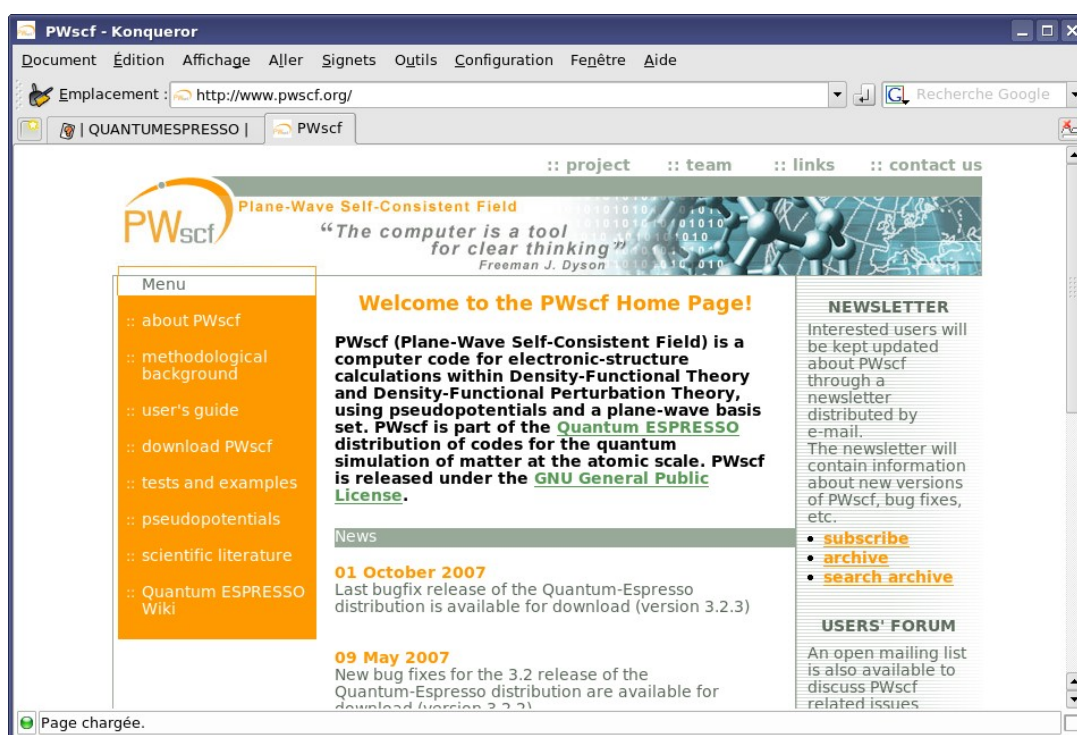 PWscf - Konqueror
Document Édition Affichage Aller Signets Outils Configuration Fenêtre Aide
Emplacement : http://www.pwscf.org/ Recherche Google
| QUANTUMESPRESSO | PWscf
:: project :: team :: links :: contact us
PWscf
Plane-Wave Self-Consistent Field
“The computer is a tool
for clear thinking”
Freeman J. Dyson
Menu
:: about PWscf
:: methodological
background
:: user's guide
:: download PWscf
:: tests and examples
:: pseudopotentials
:: scientific literature
:: Quantum ESPRESSO
Wiki
Welcome to the PWscf Home Page!
PWscf (Plane-Wave Self-Consistent Field) is a
computer code for electronic-structure
calculations within Density-Functional Theory
and Density-Functional Perturbation Theory,
using pseudopotentials and a plane-wave basis
set. PWscf is part of the Quantum ESPRESSO
distribution of codes for the quantum
simulation of matter at the atomic scale. PWscf
is released under the GNU General Public
License.
News
01 October 2007
Last bugfix release of the Quantum-Espresso
distribution is available for download (version 3.2.3)
09 May 2007
New bug fixes for the 3.2 release of the
Quantum-Espresso distribution are available for
download (version 3.2.2)
NEWSLETTER
Interested users will
be kept updated
about PWscf
through a
newsletter
distributed by
e-mail.
The newsletter will
contain information
about new versions
of PWscf, bug fixes,
etc.
• subscribe
• archive
• search archive
USERS' FORUM
An open mailing list
is also available to
discuss PWscf
related issues
Page chargée.